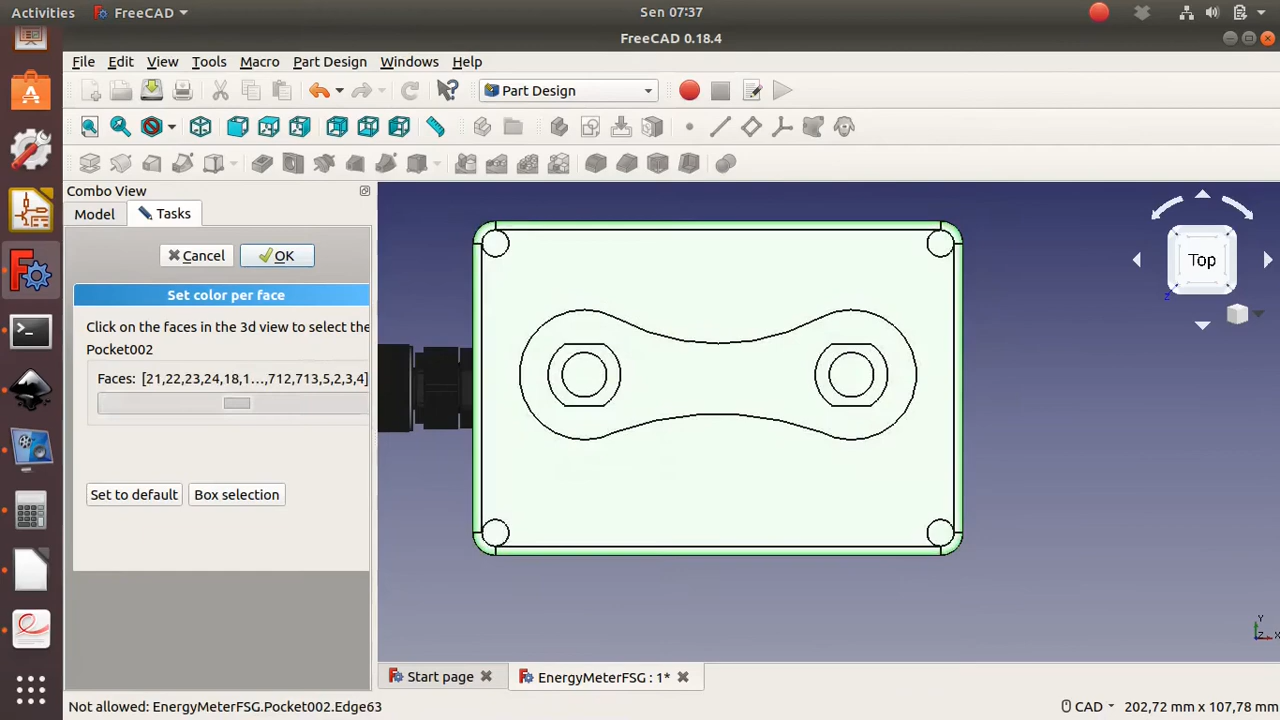 Activities FreeCAD Sen 07:37
FreeCAD 0.18.4
File Edit View Tools Macro Part Design Windows Help
Part Design
Combo View
Model Tasks
Cancel OK
Set color per face
Click on the faces in the 3d view to select the
Pocket002
Faces: [21,22,23,24,18,1...,712,713,5,2,3,4]
Set to default Box selection
Top
Z
Y
Z X
Start page EnergyMeterFSG : 1*
Not allowed: EnergyMeterFSG.Pocket002.Edge63 CAD 202,72 mm x 107,78 mm